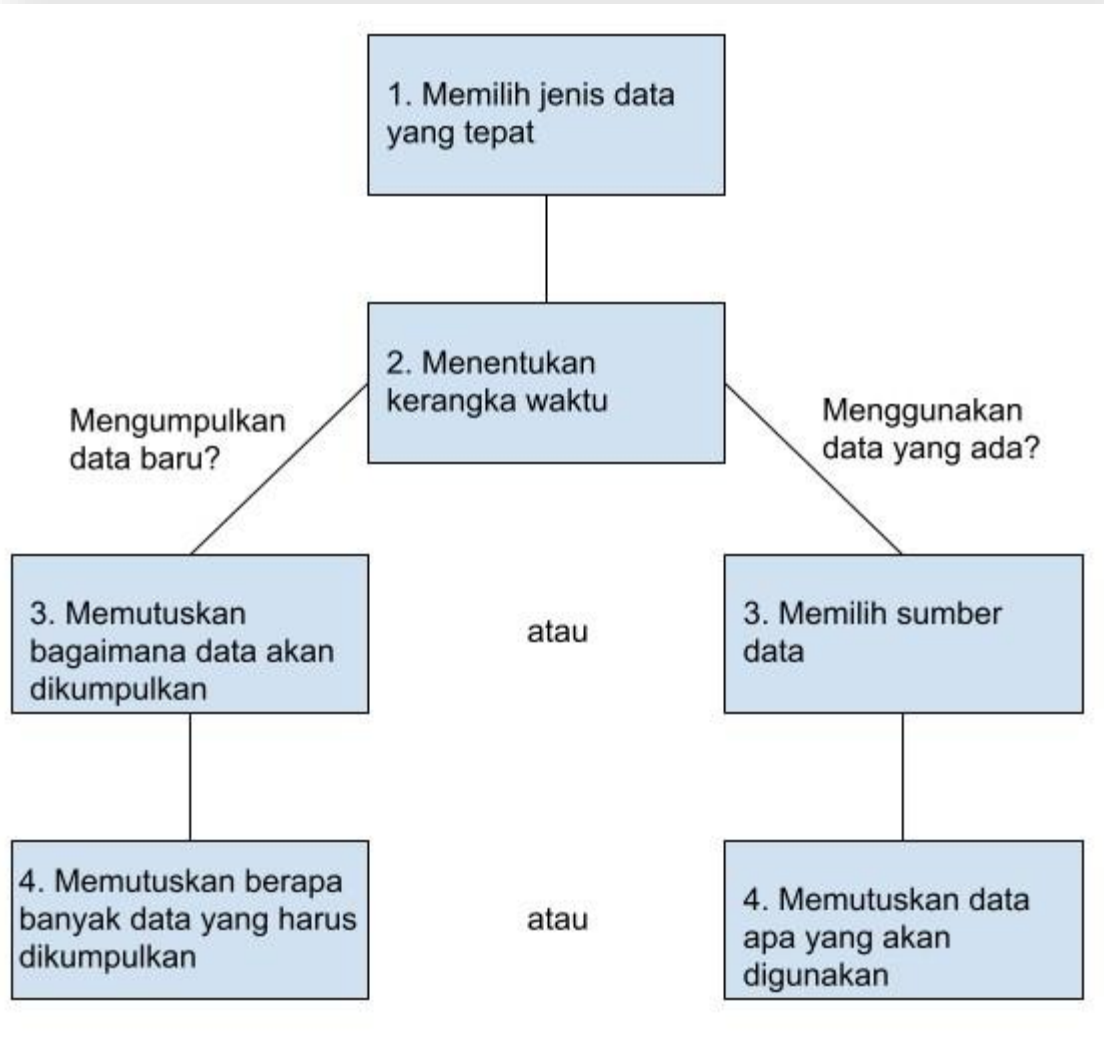 1. Memilih jenis data
yang tepat
2. Menentukan
kerangka waktu
Mengumpulkan
data baru?
Menggunakan
data yang ada?
3. Memutuskan
bagaimana data akan
dikumpulkan
atau
3. Memilih sumber
data
4. Memutuskan berapa
banyak data yang harus
dikumpulkan
atau
4. Memutuskan data
apa yang akan
digunakan